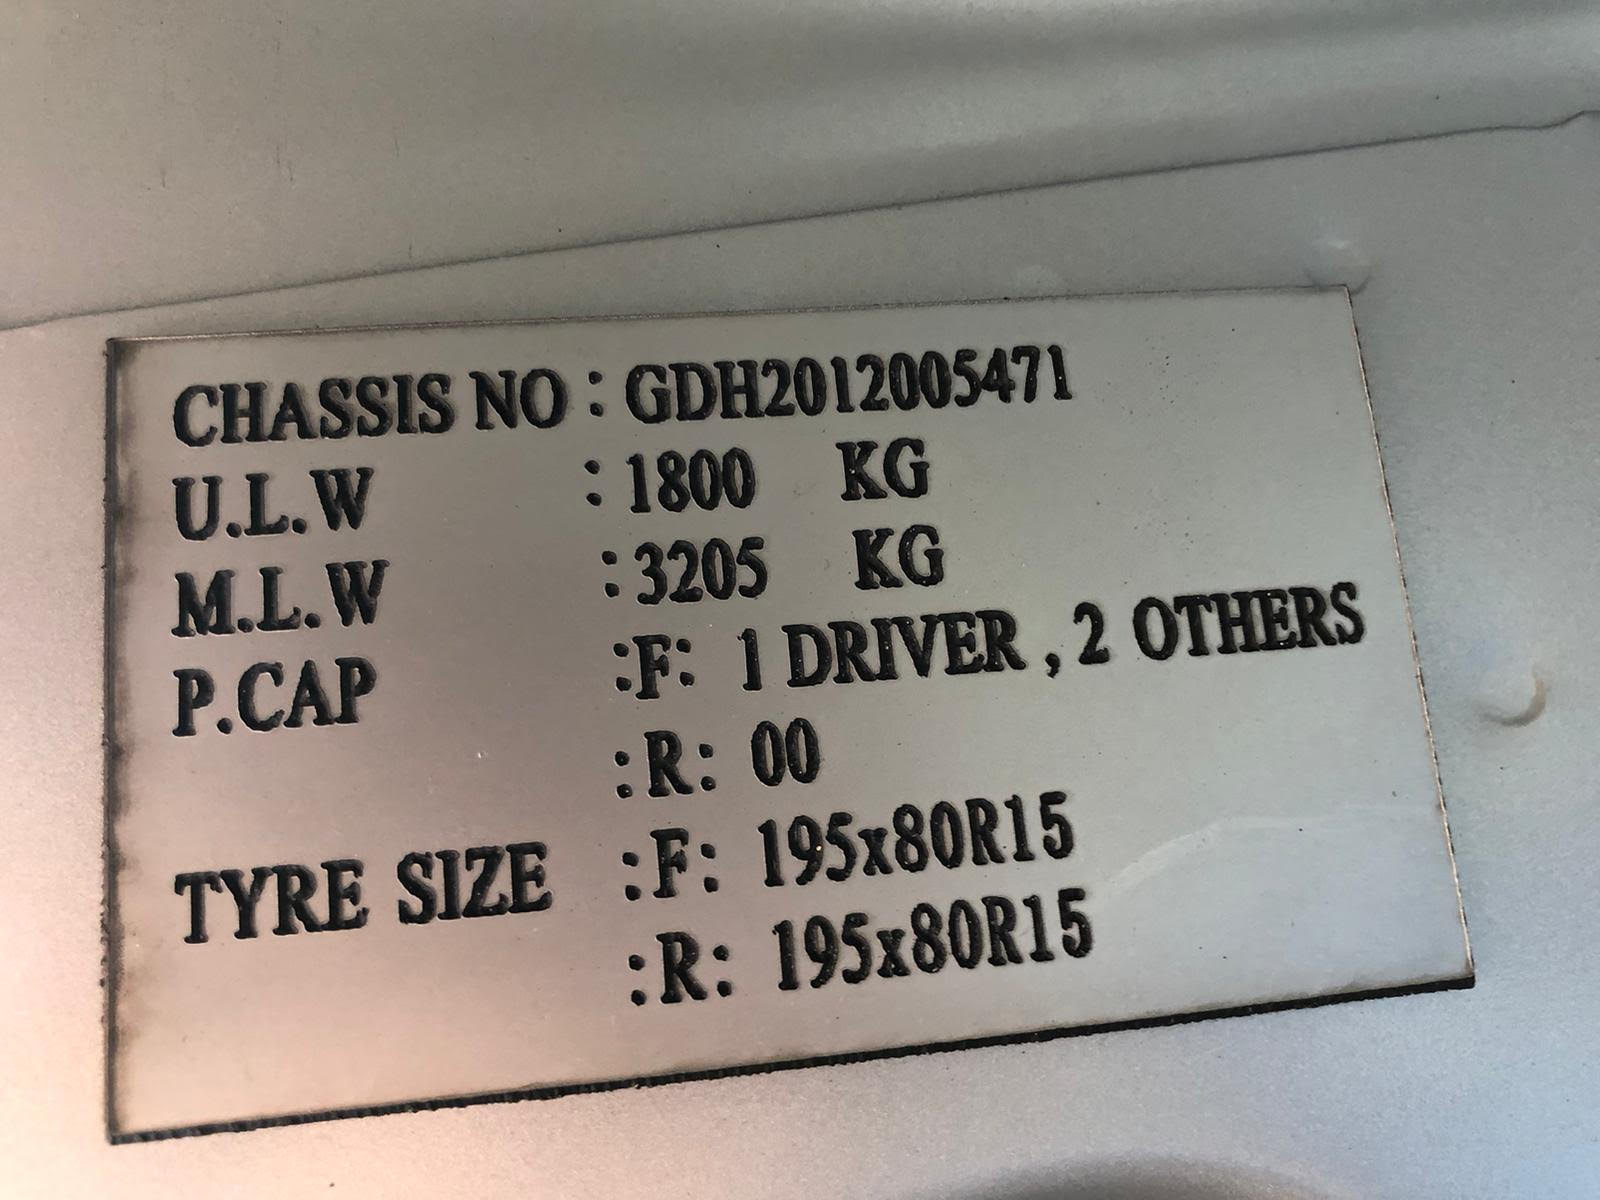 CHASSIS NO : GDH2012005471
U.L.W : 1800 KG
M.L.W : 3205 KG
P.CAP :F: 1 DRIVER , 2 OTHERS
:R: 00
TYRE SIZE :F: 195x80R15
:R: 195x80R15